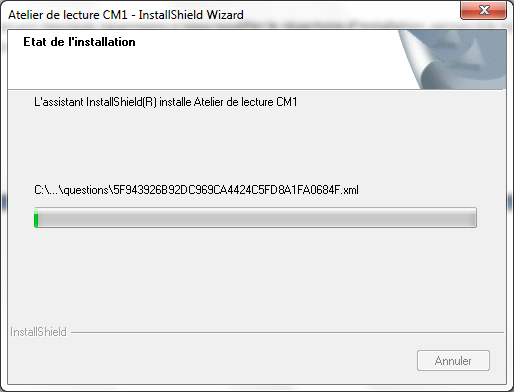 Atelier de lecture CM1 - InstallShield Wizard
Etat de l'installation
L'assistant InstallShield(R) installe Atelier de lecture CM1
C:\...\questions\5F943926B92DC969CA4424C5FD8A1FA0684F.xml
InstallShield
Annuler